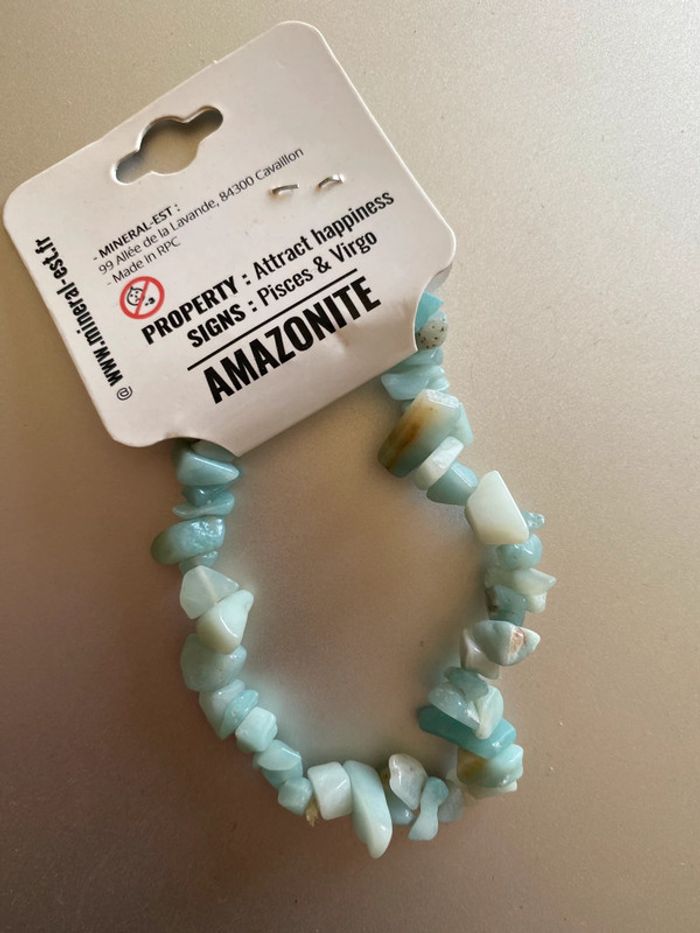 - MINERAL-EST :
99 Allée de la Lavande, 84300 Cavaillon
- Made in RPC
PROPERTY : Attract happiness
SIGNS : Pisces & Virgo
AMAZONITE
@ www.mineral-est.fr